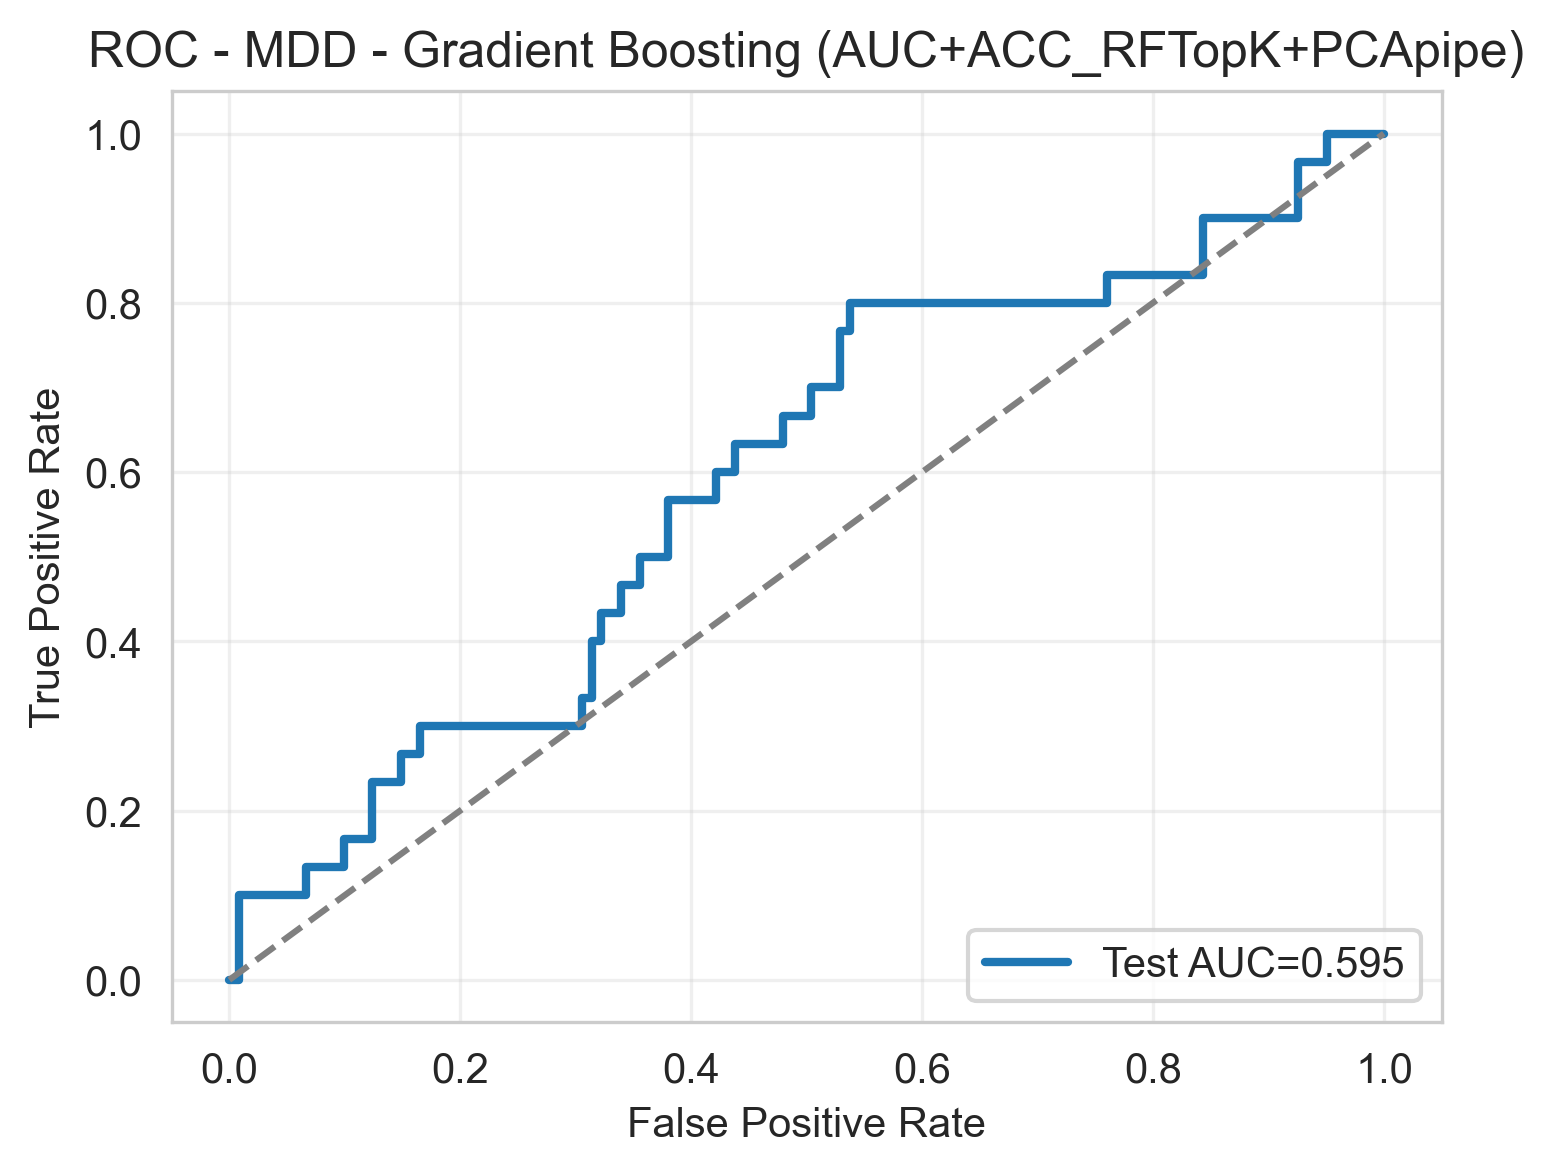 ROC - MDD - Gradient Boosting (AUC+ACC_RFTopK+PCApipe)
1.0
0.8
0.6
0.4
0.2
0.0
True Positive Rate
Test AUC=0.595
0.0 0.2 0.4 0.6 0.8 1.0
False Positive Rate